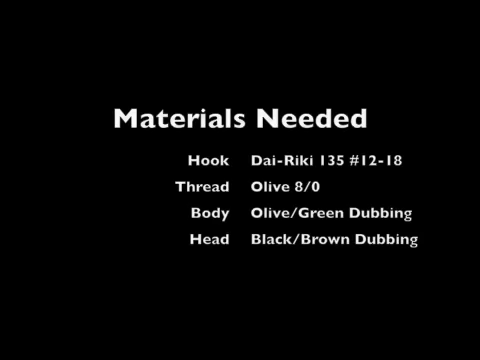 Materials Needed
Hook Dai-Riki 135 #12-18
Thread Olive 8/0
Body Olive/Green Dubbing
Head Black/Brown Dubbing